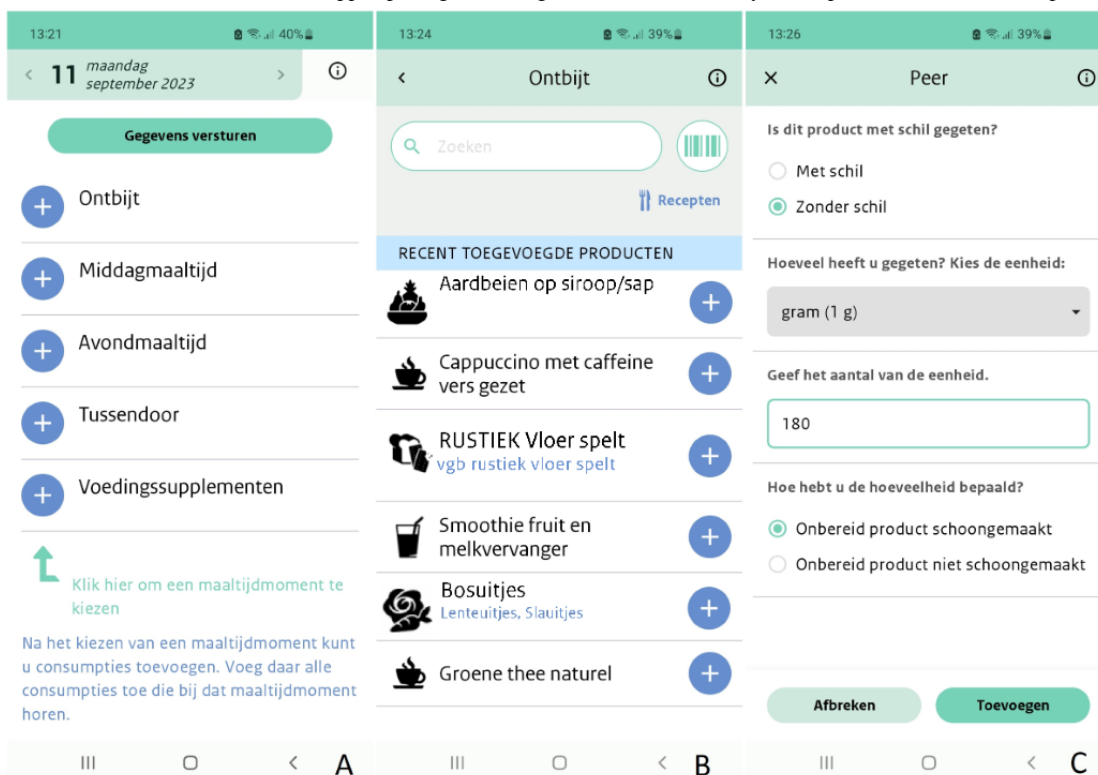 13:21
40%
11 maandag
september 2023
Gegevens versturen
Ontbijt
Middagmaaltijd
Avondmaaltijd
Tussendoor
Voedingssupplementen
Klik hier om een maaltijdmoment te
kiezen
Na het kiezen van een maaltijdmoment kunt
u consumpties toevoegen. Voeg daar alle
consumpties toe die bij dat maaltijdmoment
horen.
A
13:24
39%
Ontbijt
Zoeken
Recepten
RECENT TOEGEVOEGDE PRODUCTEN
Aardbeien op siroop/sap
Cappuccino met caffeine
vers gezet
RUSTIEK Vloer spelt
vgb rustiek vloer spelt
Smoothie fruit en
melkvervanger
Bosuitjes
Lenteuitjes, Slauitjes
Groene thee naturel
B
13:26
39%
Peer
Is dit product met schil gegeten?
Met schil
Zonder schil
Hoeveel heeft u gegeten? Kies de eenheid:
gram (1 g)
Geef het aantal van de eenheid.
180
Hoe hebt u de hoeveelheid bepaald?
Onbereid product schoongemaakt
Onbereid product niet schoongemaakt
Afbreken
Toevoegen
C